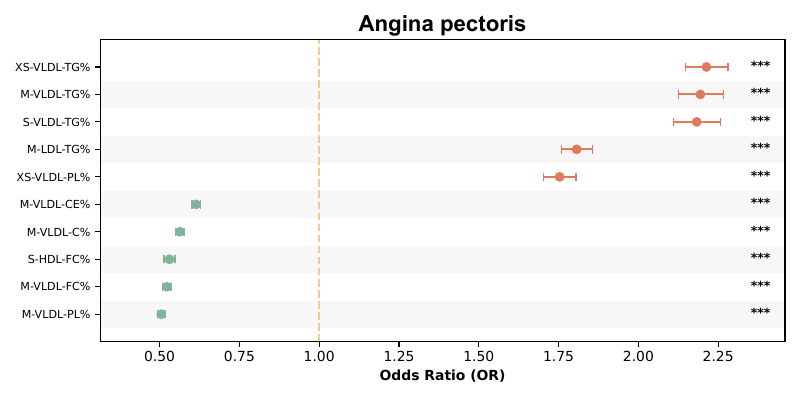 Angina pectoris
XS-VLDL-TG% ***
M-VLDL-TG% ***
S-VLDL-TG% ***
M-LDL-TG% ***
XS-VLDL-PL% ***
M-VLDL-CE% ***
M-VLDL-C% ***
S-HDL-FC% ***
M-VLDL-FC% ***
M-VLDL-PL% ***
0.50 0.75 1.00 1.25 1.50 1.75 2.00 2.25
Odds Ratio (OR)